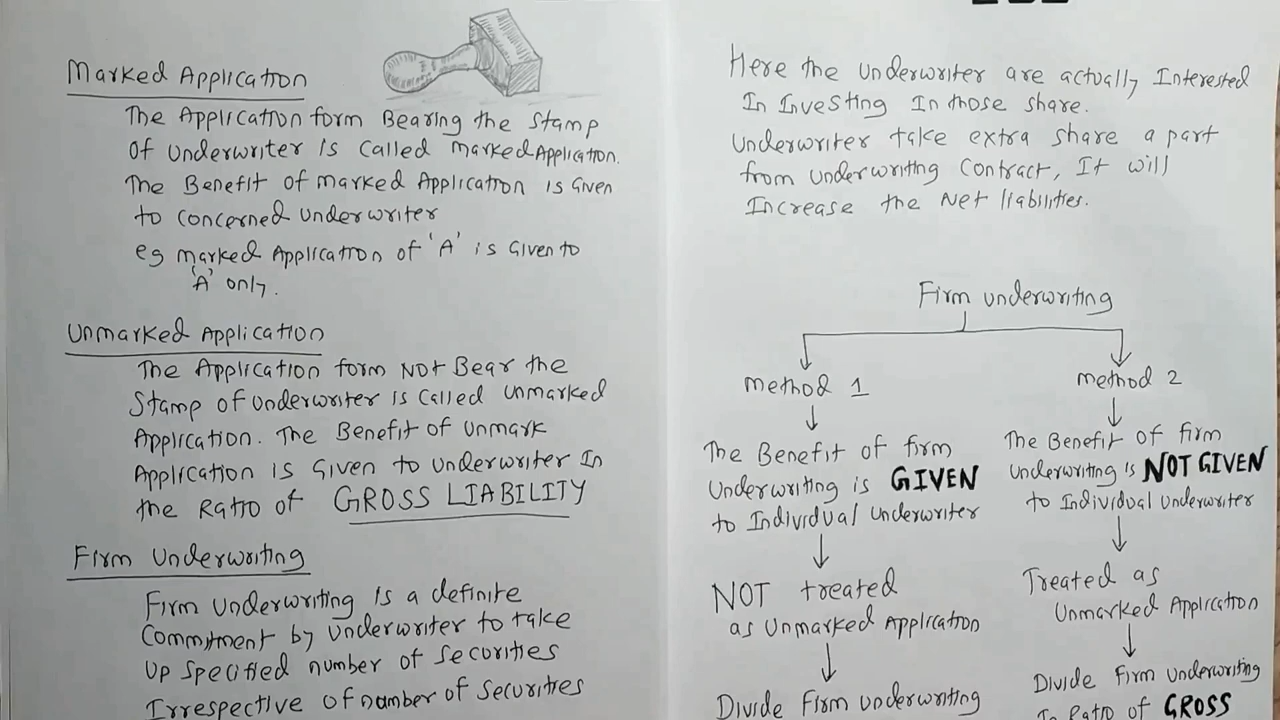 Marked Application
The Application form Bearing the Stamp
of Underwriter is Called Marked Application.
The Benefit of Marked Application is Given
to Concerned Underwriter
eg Marked Application of 'A' is Given to
'A' only.
Unmarked Application
The Application form NOT Bear the
Stamp of Underwriter is Called Unmarked
Application. The Benefit of Unmark
Application is Given to Underwriter In
the Ratio of GROSS LIABILITY
Firm Underwriting
Firm Underwriting is a definite
Commitment by Underwriter to take
Up Specified number of Securities
Irrespective of number of Securities
Here the Underwriter are actually Interested
In Investing In those share.
Underwriter take extra share a part
from Underwriting Contract, It will
Increase the Net liabilities.
Firm underwriting
Method 1
The Benefit of firm
Underwriting is GIVEN
to Individual Underwriter
NOT treated
as Unmarked Application
Divide Firm underwriting
Method 2
The Benefit of firm
Underwriting is NOT GIVEN
to Individual Underwriter
Treated as
Unmarked Application
Divide Firm underwriting
In Ratio of GROSS